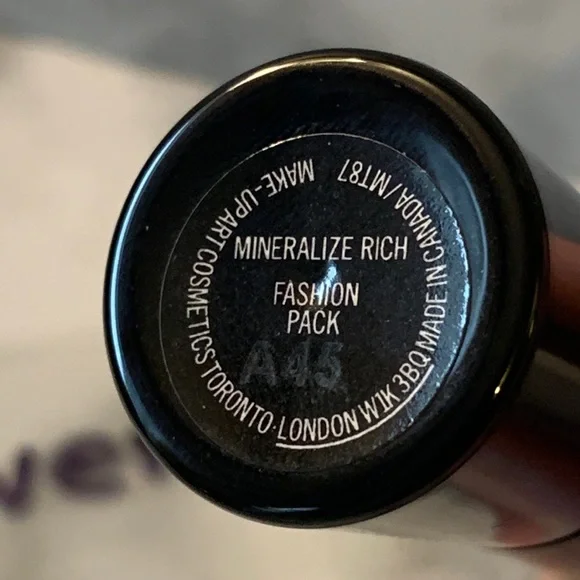 MAKE-UP ART COSMETICS TORONTO·LONDON W1K 3BQ MADE IN CANADA/MT87
MINERALIZE RICH
FASHION
PACK
A45